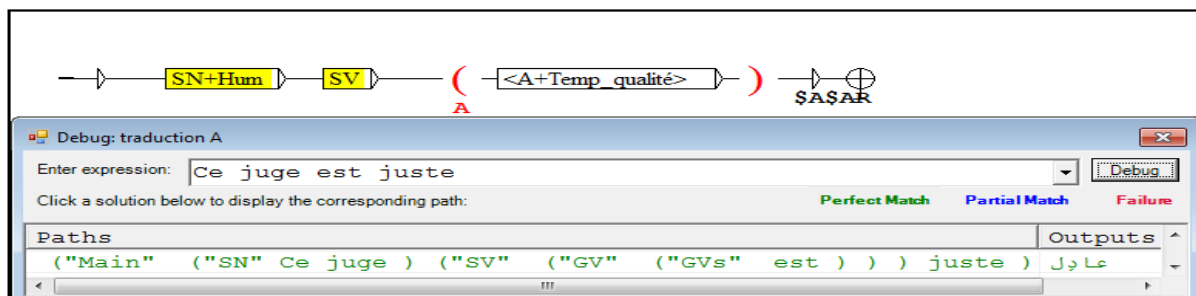 SN+Hum SV ( <A+Temp_qualité> )
A $A$AR
Debug: traduction A
Enter expression: Ce juge est juste Debug
Click a solution below to display the corresponding path: Perfect Match Partial Match Failure
Paths Outputs
("Main" ("SN" Ce juge ) ("SV" ("GV" ("GVs" est ) ) ) juste ) عادل